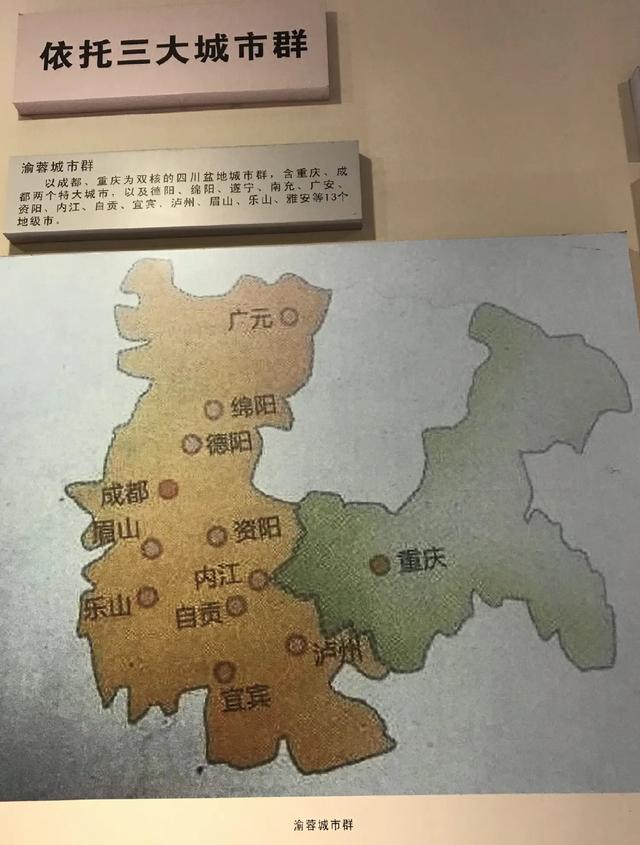 依托三大城市群
渝蓉城市群
以成都、重庆为双核的四川盆地城市群，含重庆、成
都两个特大城市，以及德阳、绵阳、遂宁、南充、广安、
资阳、内江、自贡、宜宾、泸州、眉山、乐山、雅安等13个
地级市。
广元
绵阳
德阳
成都
眉山
资阳
重庆
内江
乐山
自贡
泸州
宜宾
渝蓉城市群